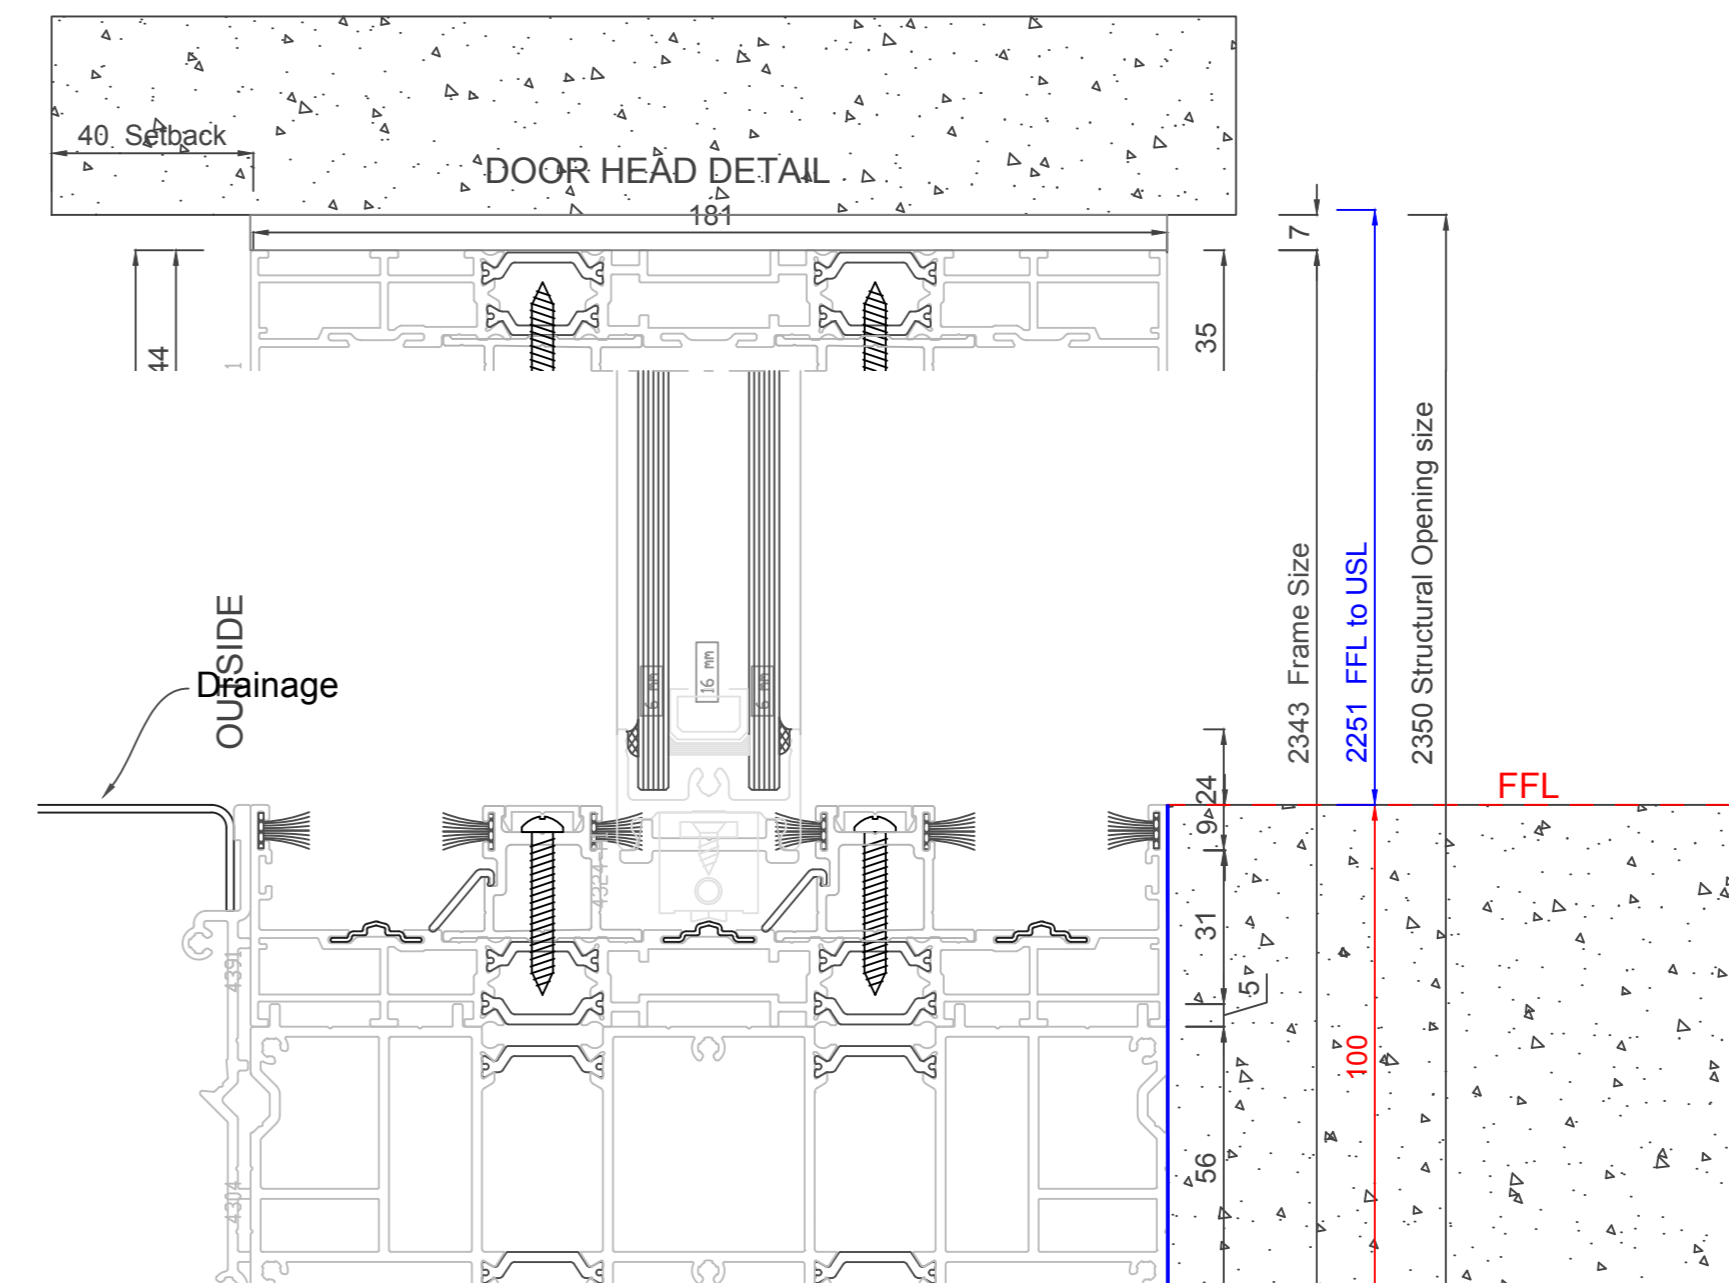 40 Setback
DOOR HEAD DETAIL
181
7
44
1
35
2343 Frame Size
2251 FFL to USL
2350 Structural Opening size
OUTSIDE
Drainage
6 mm
16 mm
6 mm
24
FFL
9
31
4391
5
100
56
4304